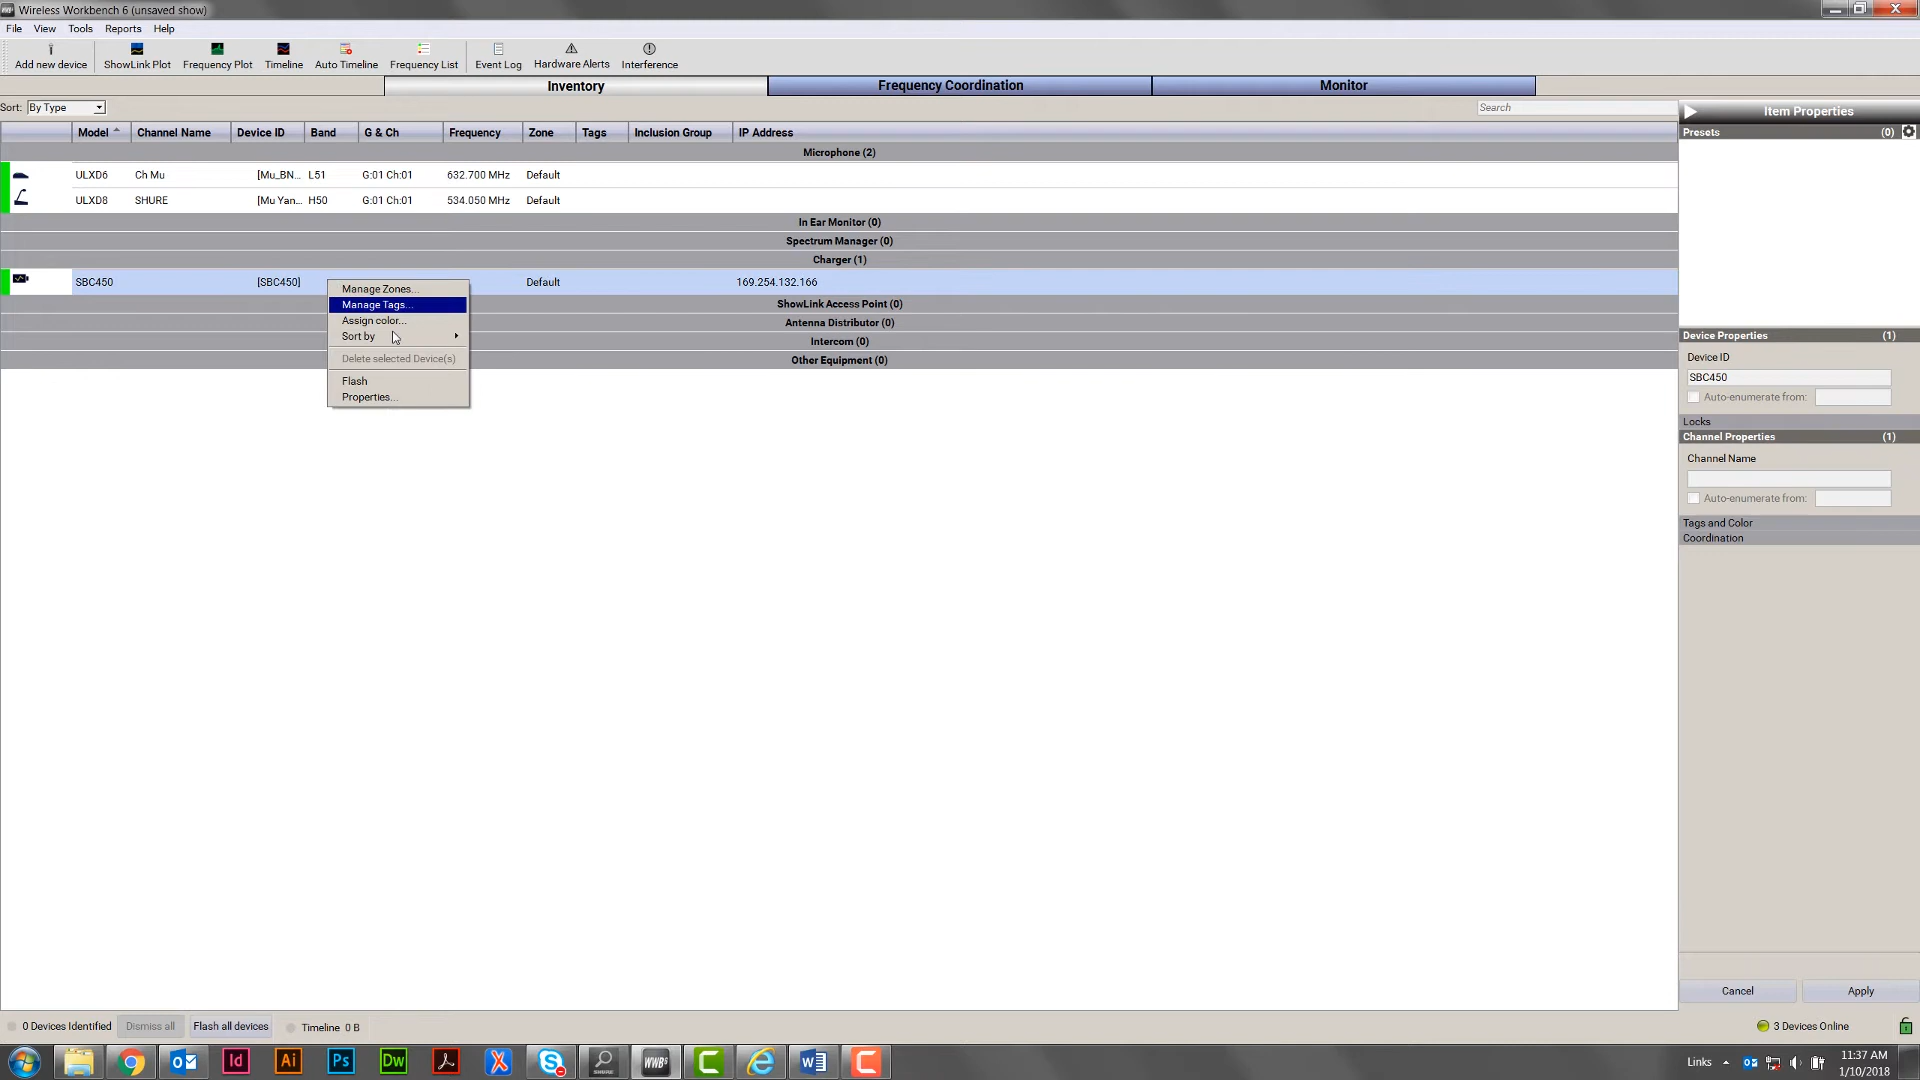 Wireless Workbench 6 (unsaved show)
File View Tools Reports Help
Add new device ShowLink Plot Frequency Plot Timeline Auto Timeline Frequency List Event Log Hardware Alerts Interference
Inventory Frequency Coordination Monitor
Sort: By Type Search
Item Properties
Model Channel Name Device ID Band G & Ch Frequency Zone Tags Inclusion Group IP Address
Presets (0)
Microphone (2)
ULXD6 Ch Mu [Mu_BN... L51 G:01 Ch:01 632.700 MHz Default
ULXD8 SHURE [Mu Yan... H50 G:01 Ch:01 534.050 MHz Default
In Ear Monitor (0)
Spectrum Manager (0)
Charger (1)
SBC450 [SBC450] Default 169.254.132.166
Manage Zones...
Manage Tags...
Assign color...
Sort by
Delete selected Device(s)
Flash
Properties...
ShowLink Access Point (0)
Antenna Distributor (0)
Intercom (0)
Other Equipment (0)
Device Properties (1)
Device ID
SBC450
Auto-enumerate from:
Locks
Channel Properties (1)
Channel Name
Auto-enumerate from:
Tags and Color
Coordination
Cancel Apply
0 Devices Identified Dismiss all Flash all devices Timeline 0 B 3 Devices Online
Id Ai Ps Dw WWB6 Links 11:37 AM
1/10/2018